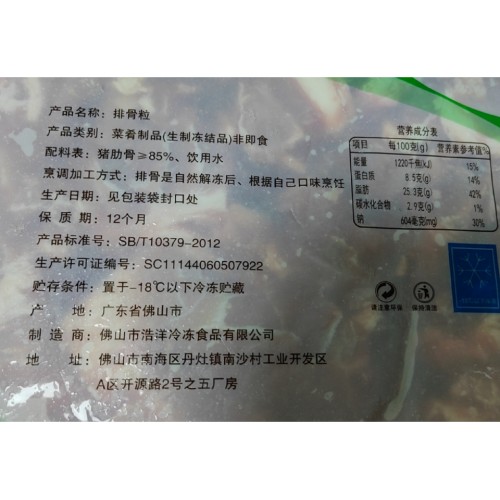 产品名称：排骨粒
产品类别：菜肴制品(生制冻结品)非即食
配料表：猪肋骨≥85%、饮用水
烹调加工方式：排骨是自然解冻后、根据自己口味烹饪
生产日期：见包装袋封口处
保 质 期：12个月
产品标准号：SB/T10379-2012
生产许可证编号：SC11144060507922
贮存条件：置于-18℃以下冷冻贮藏
产 地：广东省佛山市
制 造 商：佛山市浩洋冷冻食品有限公司
地 址：佛山市南海区丹灶镇南沙村工业开发区
A区开源路2号之五厂房
营养成分表
项目 每100克(g) 营养素参考值%
能量 1220千焦(kJ) 15%
蛋白质 8.5克(g) 14%
脂肪 25.3克(g) 42%
碳水化合物 2.9克(g) 1%
钠 604毫克(mg) 30%
请注意环保 保持清洁